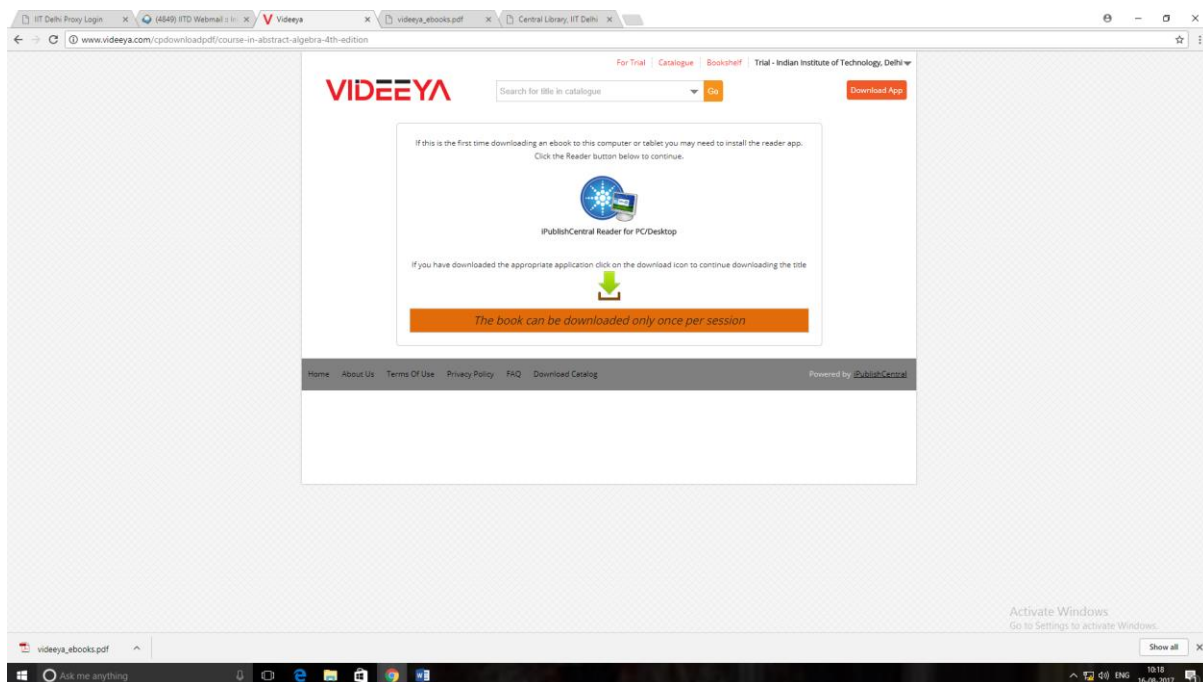 IIT Delhi Proxy Login
(4849) IITD Webmail
Videeya
videeya_ebooks.pdf
Central Library, IIT Delhi
www.videeya.com/cpdownloadpdf/course-in-abstract-algebra-4th-edition
For Trial Catalogue Bookshelf Trial - Indian Institute of Technology, Delhi
VIDEEYA
Search for title in catalogue
Go
Download App
If this is the first time downloading an ebook to this computer or tablet you may need to install the reader app.
Click the Reader button below to continue.
iPublishCentral Reader for PC/Desktop
If you have downloaded the appropriate application click on the download icon to continue downloading the title
The book can be downloaded only once per session
Home About Us Terms Of Use Privacy Policy FAQ Download Catalog Powered by iPublishCentral
Activate Windows
Go to Settings to activate Windows.
videeya_ebooks.pdf
Show all
Ask me anything
ENG
10:18
16-08-2017